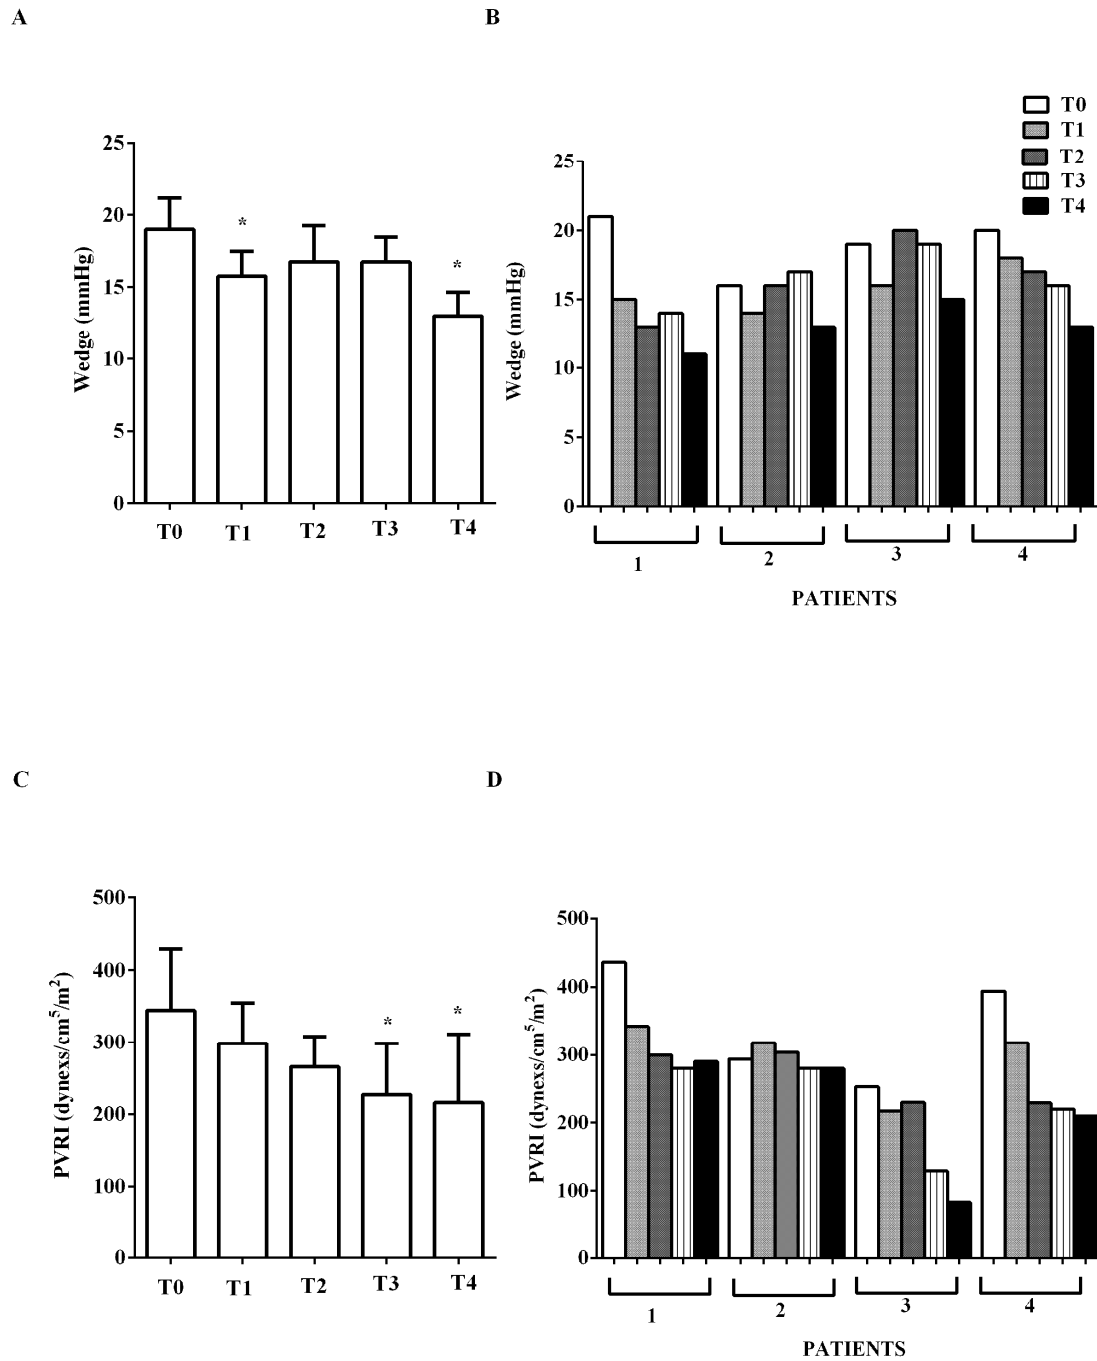 A
B
T0
T1
T2
T3
T4
25
20
15
10
5
0
Wedge (mmHg)
*
*
T0 T1 T2 T3 T4
25
20
15
10
5
0
Wedge (mmHg)
1 2 3 4
PATIENTS
C
D
500
400
300
200
100
0
PVRI (dynexs/cm⁵/m²)
*
*
T0 T1 T2 T3 T4
500
400
300
200
100
0
PVRI (dynexs/cm⁵/m²)
1 2 3 4
PATIENTS